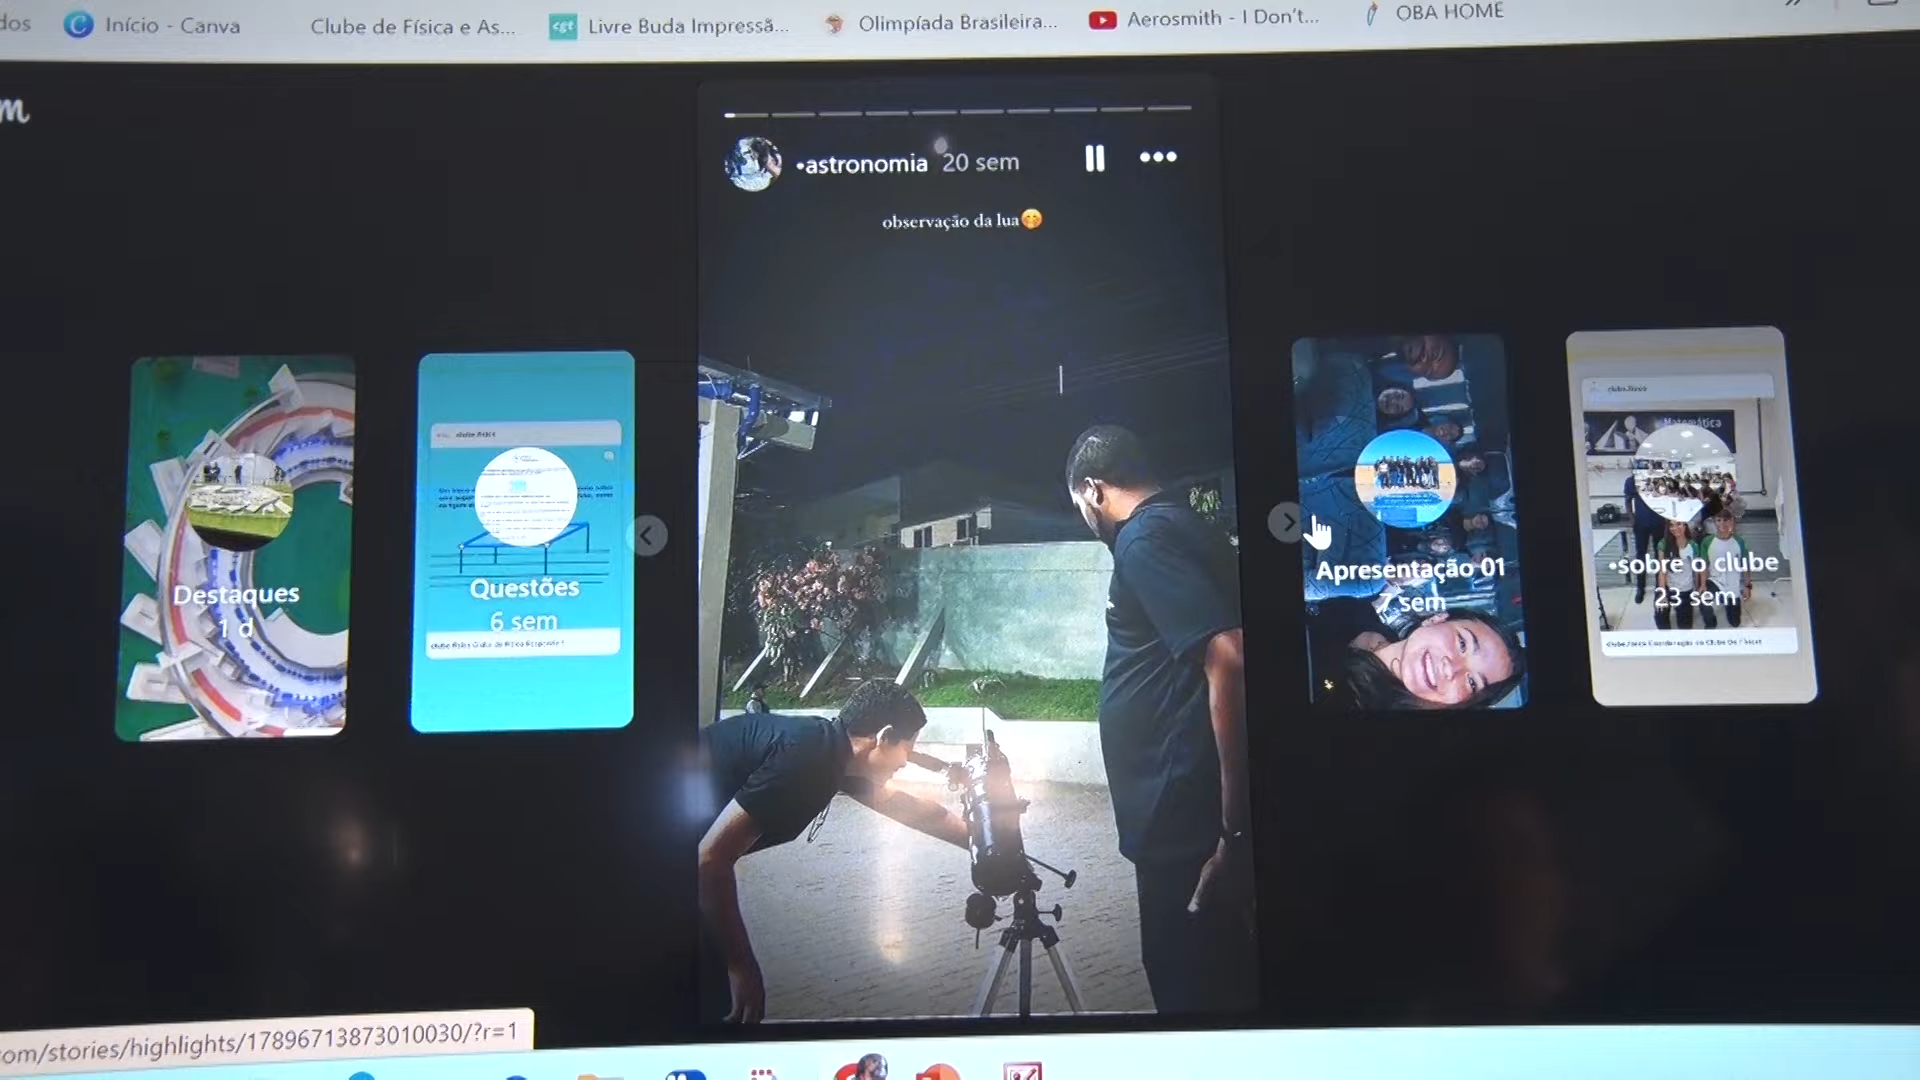 dos
Início - Canva
Clube de Física e As...
cgt
Livre Buda Impressã...
Olimpíada Brasileira...
Aerosmith - I Don't...
OBA HOME
m
•astronomia 20 sem
observação da lua🤭
Destaques
1 d
Questões
6 sem
Apresentação 01
7 sem
Matemática
•sobre o clube
23 sem
om/stories/highlights/17896713873010030/?r=1